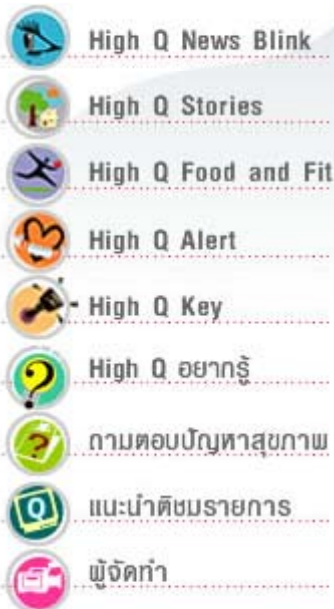 High Q News Blink
High Q Stories
High Q Food and Fit
High Q Alert
High Q Key
High Q อยากรู้
ถามตอบปัญหาสุขภาพ
แนะนำติชมรายการ
ผู้จัดทำ